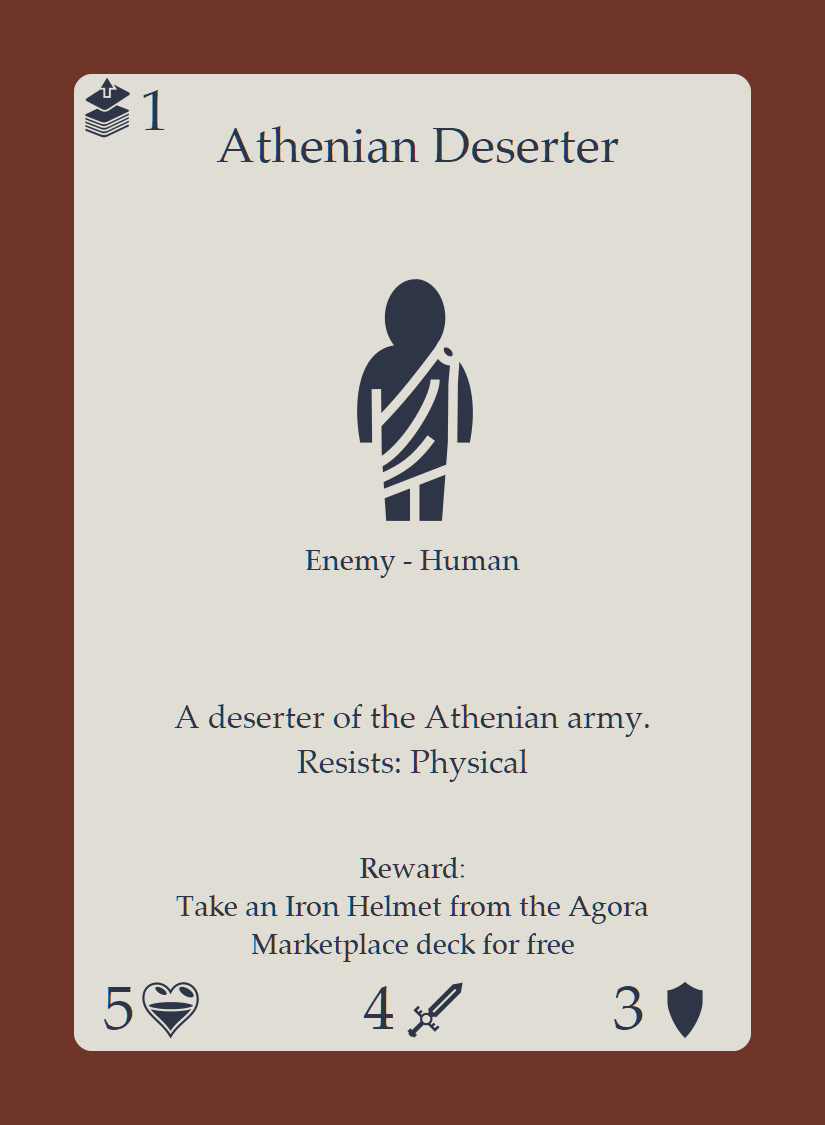 1
Athenian Deserter
Enemy - Human
A deserter of the Athenian army.
Resists: Physical
Reward:
Take an Iron Helmet from the Agora
Marketplace deck for free
5 4 3